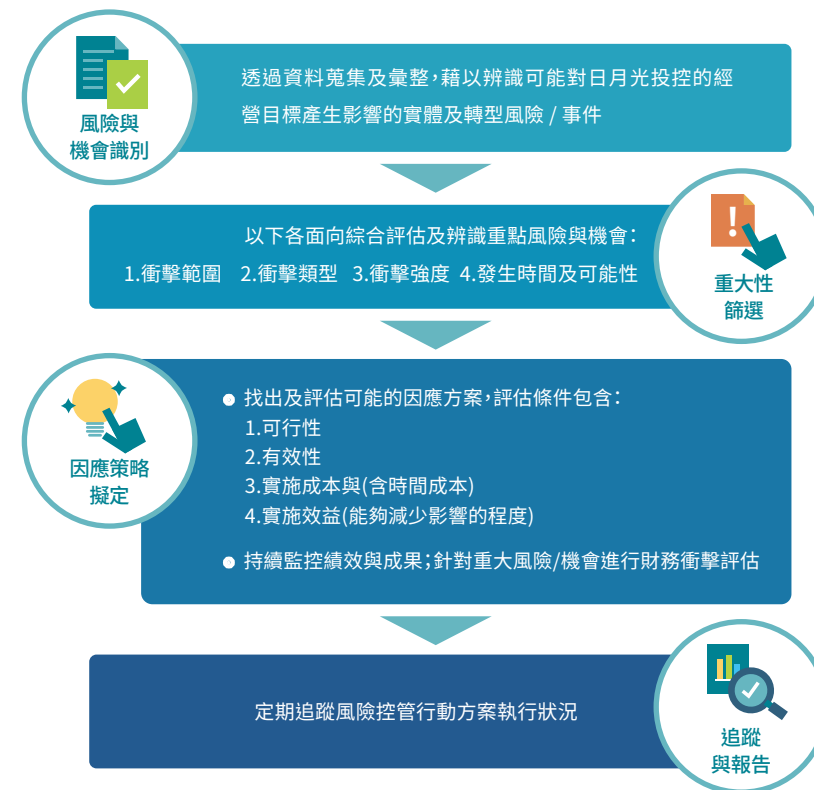 風險與
機會識別
透過資料蒐集及彙整，藉以辨識可能對日月光投控的經
營目標產生影響的實體及轉型風險 / 事件
以下各面向綜合評估及辨識重點風險與機會：
1.衝擊範圍 2.衝擊類型 3.衝擊強度 4.發生時間及可能性
重大性
篩選
因應策略
擬定
找出及評估可能的因應方案，評估條件包含：
1.可行性
2.有效性
3.實施成本與(含時間成本)
4.實施效益(能夠減少影響的程度)
持續監控績效與成果；針對重大風險/機會進行財務衝擊評估
定期追蹤風險控管行動方案執行狀況
追蹤
與報告